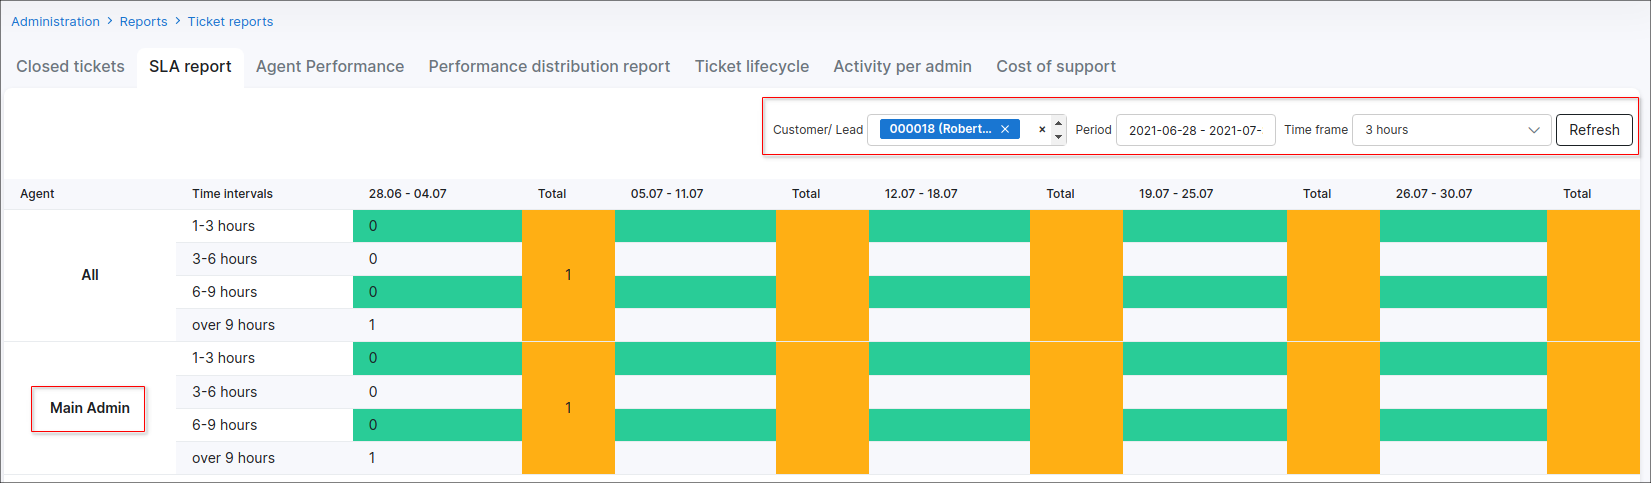 Administration > Reports > Ticket reports
Closed tickets SLA report Agent Performance Performance distribution report Ticket lifecycle Activity per admin Cost of support
Customer/ Lead 000018 (Robert... × × Period 2021-06-28 - 2021-07- Time frame 3 hours Refresh
Agent Time intervals 28.06 - 04.07 Total 05.07 - 11.07 Total 12.07 - 18.07 Total 19.07 - 25.07 Total 26.07 - 30.07 Total
1-3 hours 0
3-6 hours 0
All 1
6-9 hours 0
over 9 hours 1
1-3 hours 0
3-6 hours 0
Main Admin 1
6-9 hours 0
over 9 hours 1